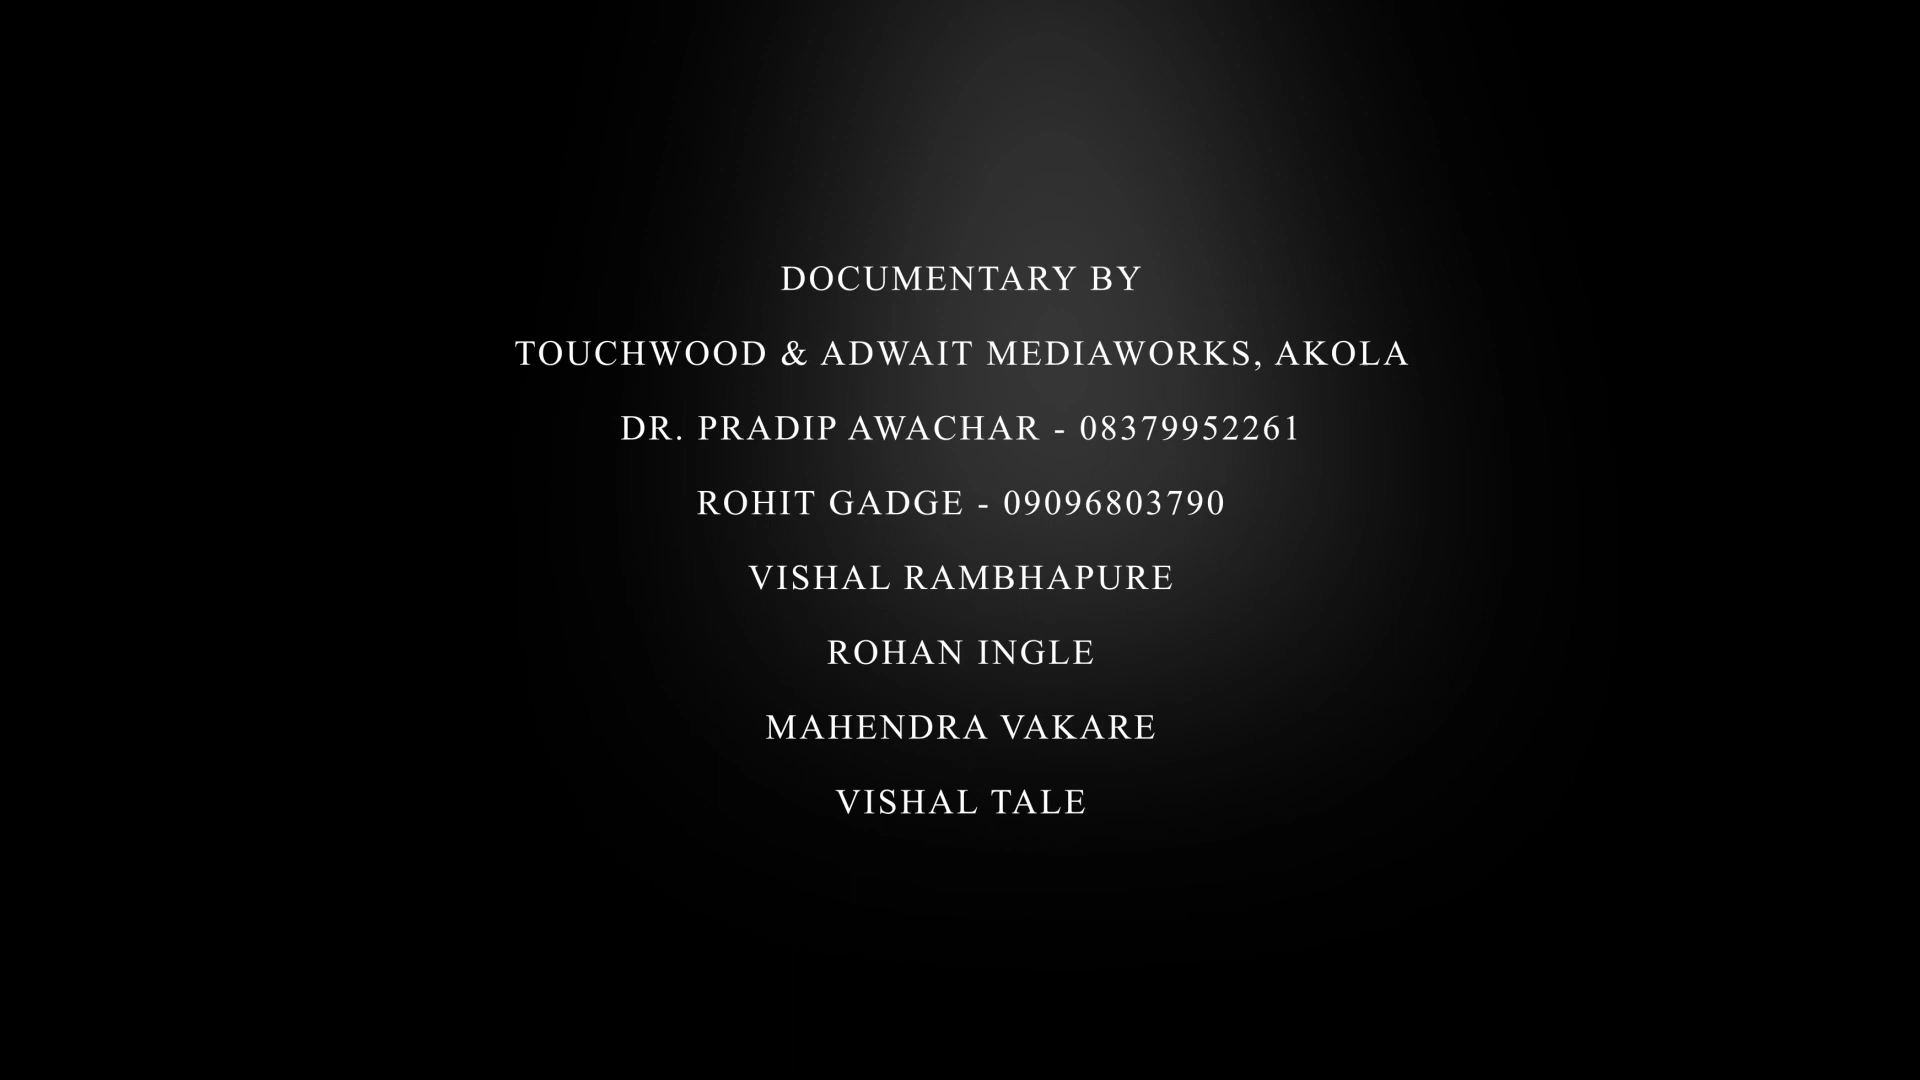 DOCUMENTARY BY
TOUCHWOOD & ADWAIT MEDIAWORKS, AKOLA
DR. PRADIP AWACHAR - 08379952261
ROHIT GADGE - 09096803790
VISHAL RAMBHAPURE
ROHAN INGLE
MAHENDRA VAKARE
VISHAL TALE